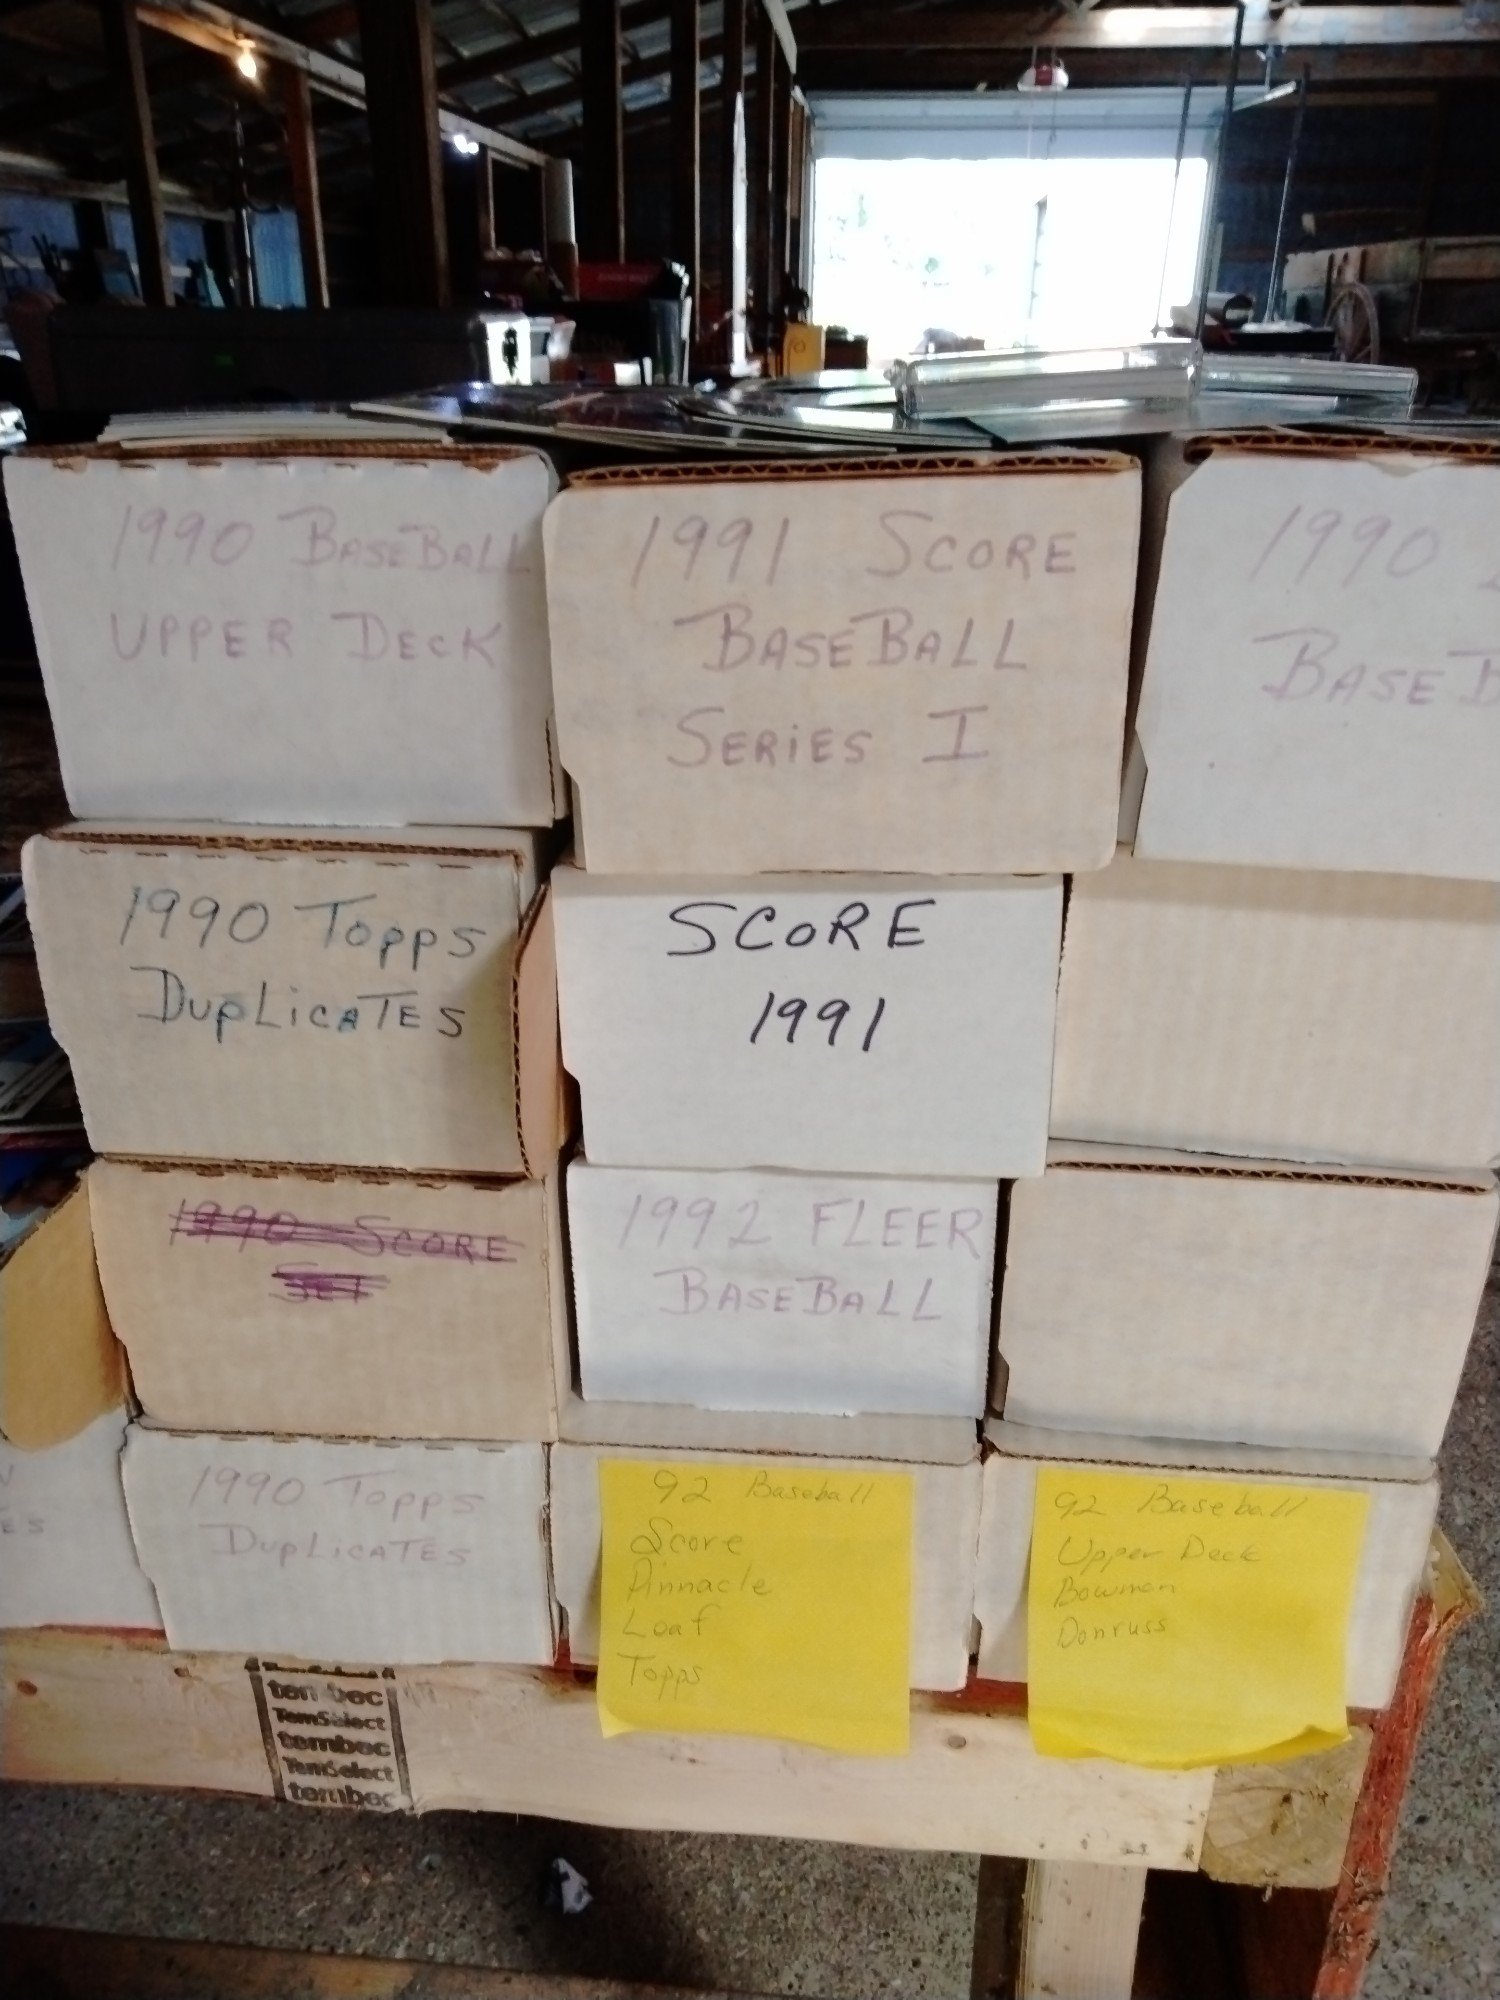 1990 BASEBALL
UPPER DECK
1991 SCORE
BASEBALL
SERiES I
1990
BASEB
1990 Topps
DupLicATES
SCORE
1991
1990 SCORE
SET
1992 FLEER
BASEBALL
ES
1990 Topps
DupLicATES
92 Baseball
Score
Pinnacle
Leaf
Topps
92 Baseball
Upper Deck
Bowman
Donruss
tembec
TemSelect
tembec
TemSelect
tembec